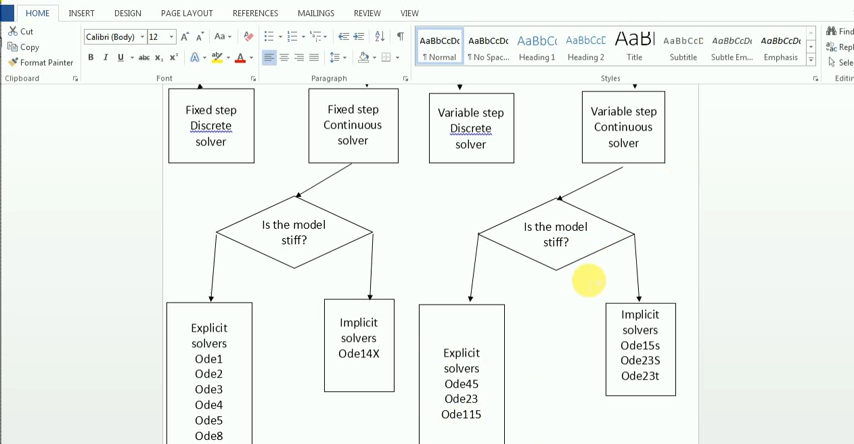 HOME INSERT DESIGN PAGE LAYOUT REFERENCES MAILINGS REVIEW VIEW
Cut
Copy
Format Painter
Clipboard
Calibri (Body) 12
Font
Paragraph
AaBbCcDc AaBbCcDc AaBbCc AaBbCcC AaBl AaBbCcC AaBbCcDc AaBbCcDc
¶ Normal ¶ No Spac... Heading 1 Heading 2 Title Subtitle Subtle Em... Emphasis
Styles
Find
Repl
Sele
Editin
Fixed step
Discrete
solver
Fixed step
Continuous
solver
Variable step
Discrete
solver
Variable step
Continuous
solver
Is the model
stiff?
Is the model
stiff?
Explicit
solvers
Ode1
Ode2
Ode3
Ode4
Ode5
Ode8
Implicit
solvers
Ode14X
Explicit
solvers
Ode45
Ode23
Ode115
Implicit
solvers
Ode15s
Ode23S
Ode23t